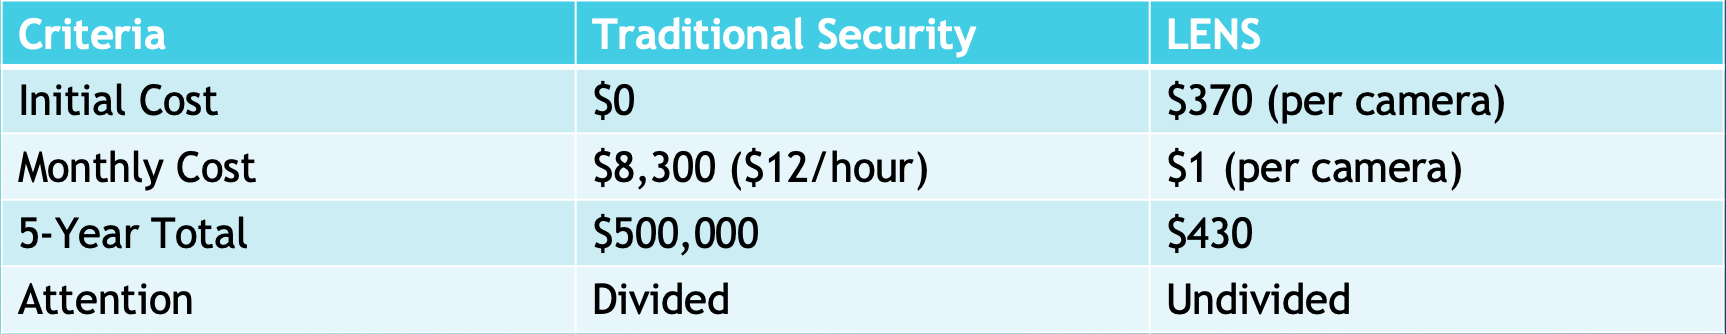 Criteria Traditional Security LENS
Initial Cost $0 $370 (per camera)
Monthly Cost $8,300 ($12/hour) $1 (per camera)
5-Year Total $500,000 $430
Attention Divided Undivided